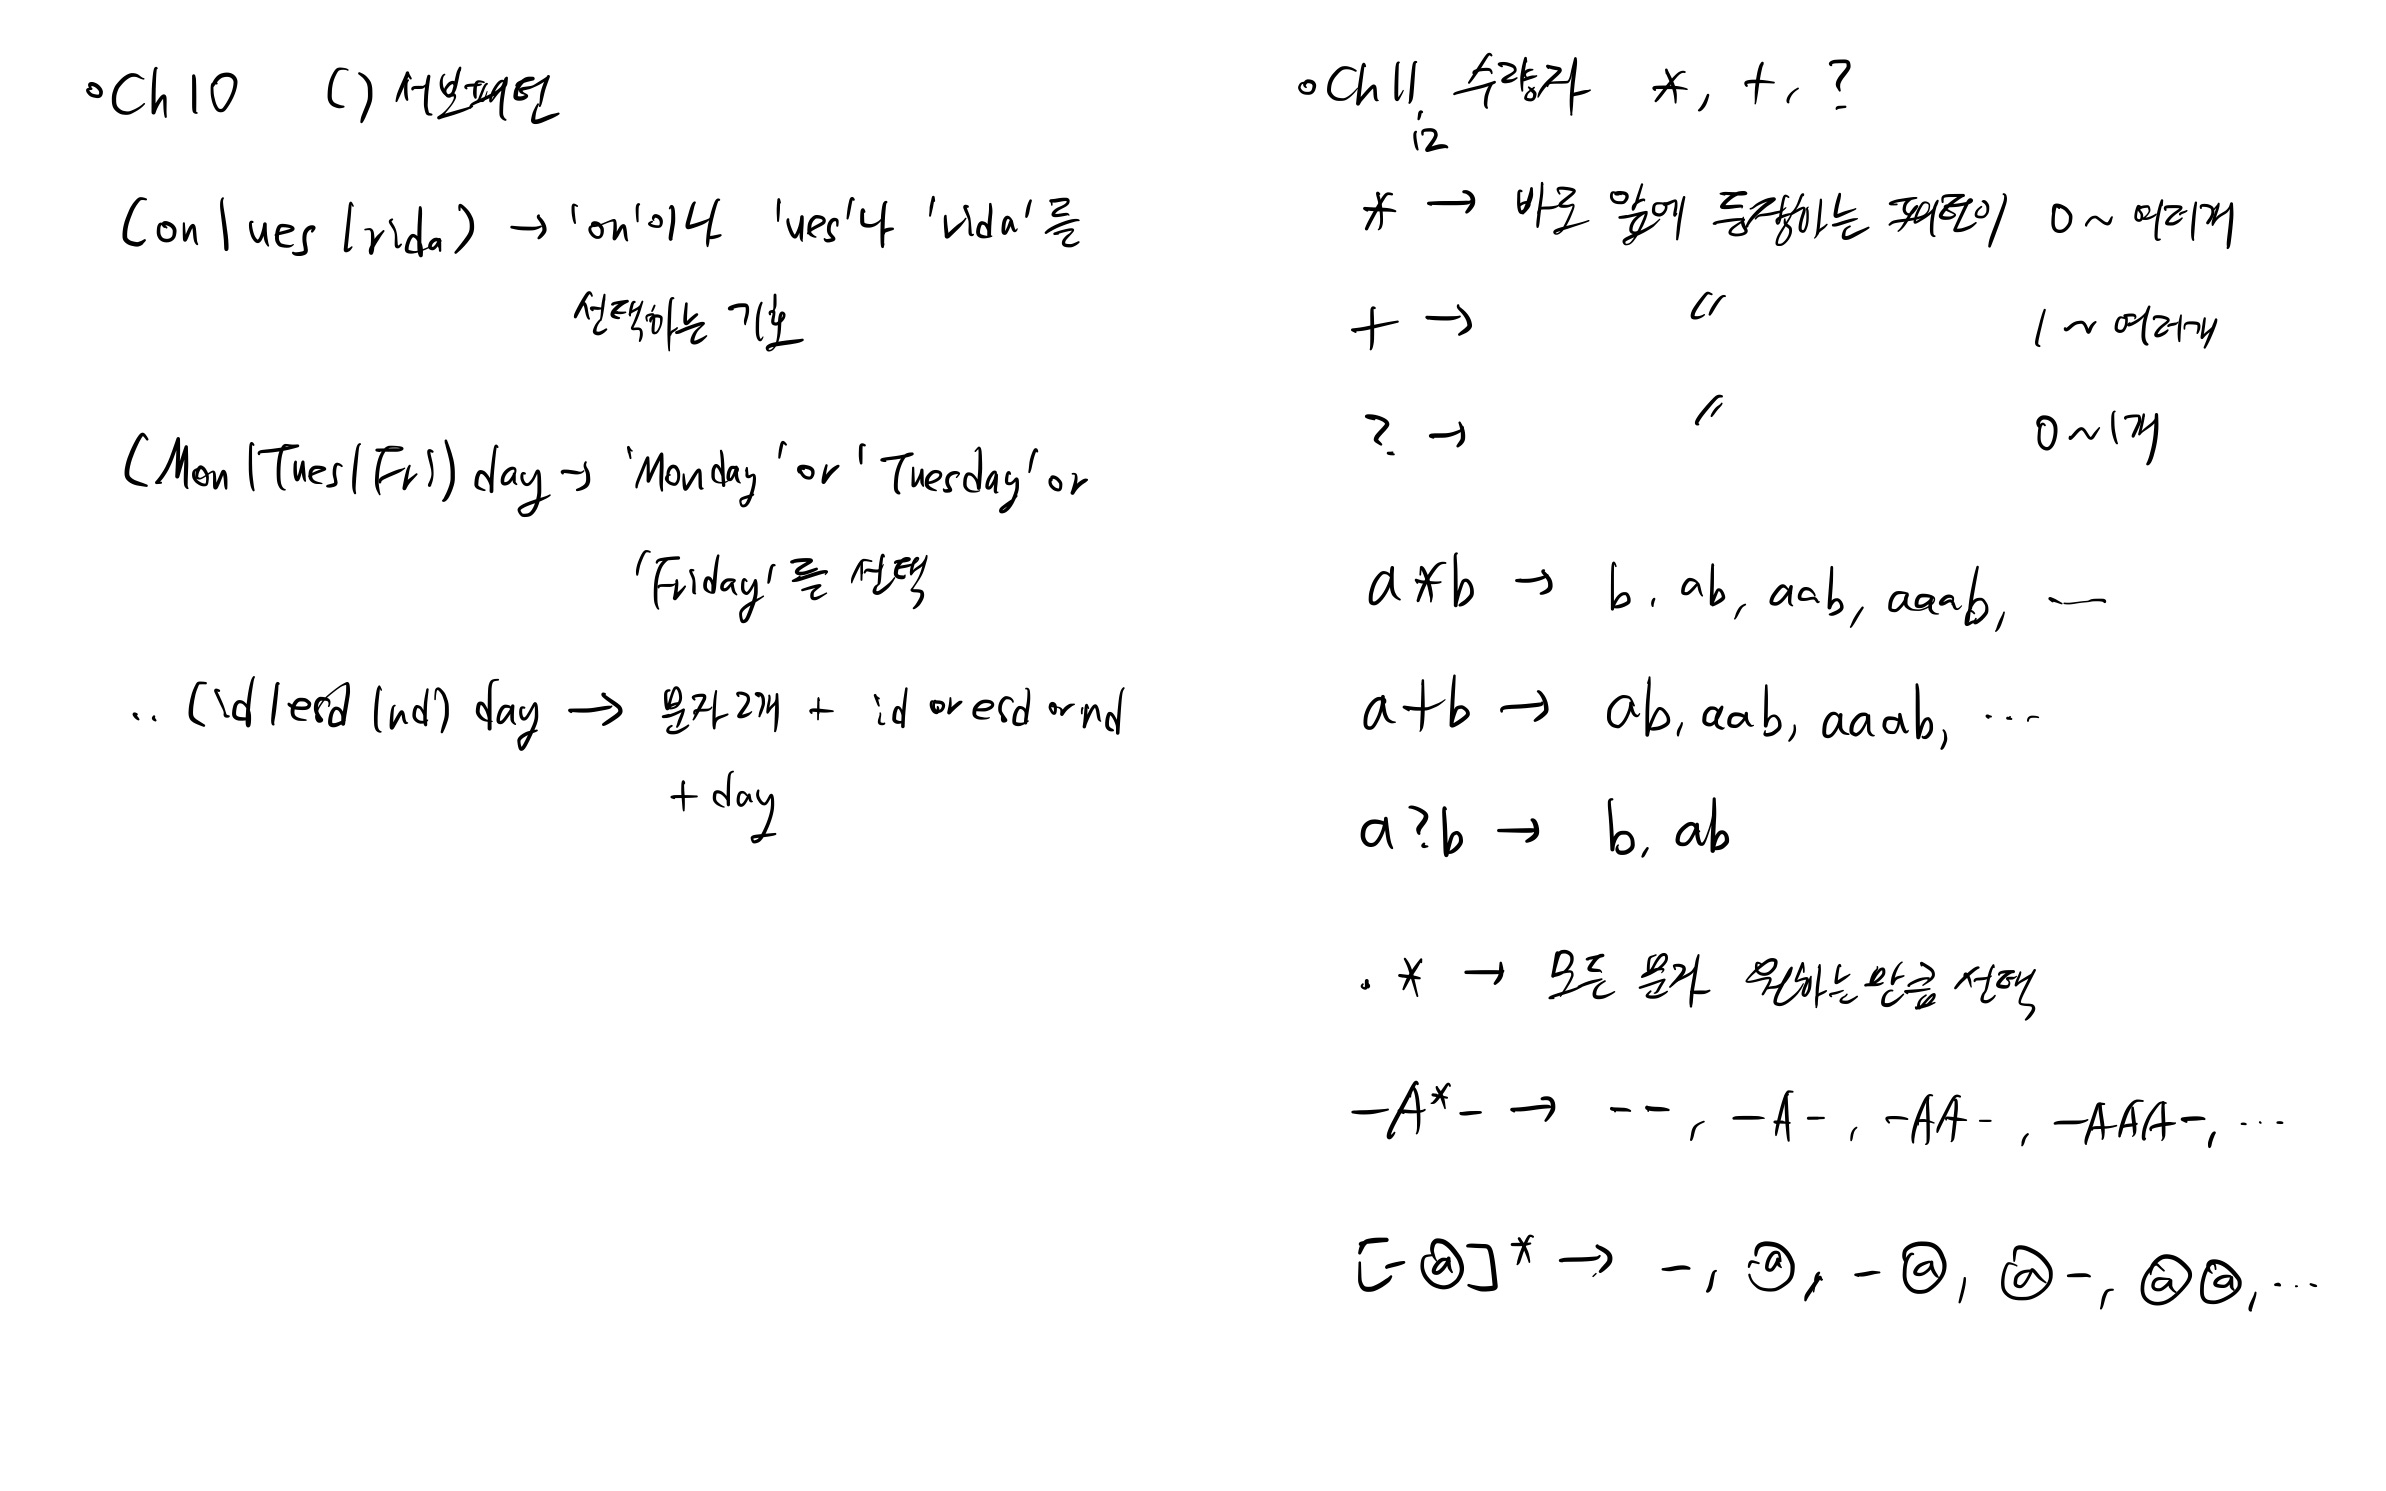 ◦Ch10 () 서브패턴
(on|ues|rida) → 'on'이나 'ues'나 'rida'를
선택하는 기호
(Mon|Tues|Fri)day → 'Monday' or 'Tuesday' or
'Friday'를 선택
..(id|esd|nd)day → 문자 2개 + id or esd or nd
+ day
◦Ch11, 12 수량자 *, +, ?
* → 바로 앞에 등장하는 패턴이 0 ~ 여러개
+ → " 1 ~ 여러개
? → " 0 ~ 1개
a*b → b, ab, aab, aaab, …
a+b → ab, aab, aaab, …
a?b → b, ab
.* → 모든 문자 원하는 만큼 선택
-A*- → --, -A-, -AA-, -AAA-, …
[-@]* → -, @, -@, @-, @@, …